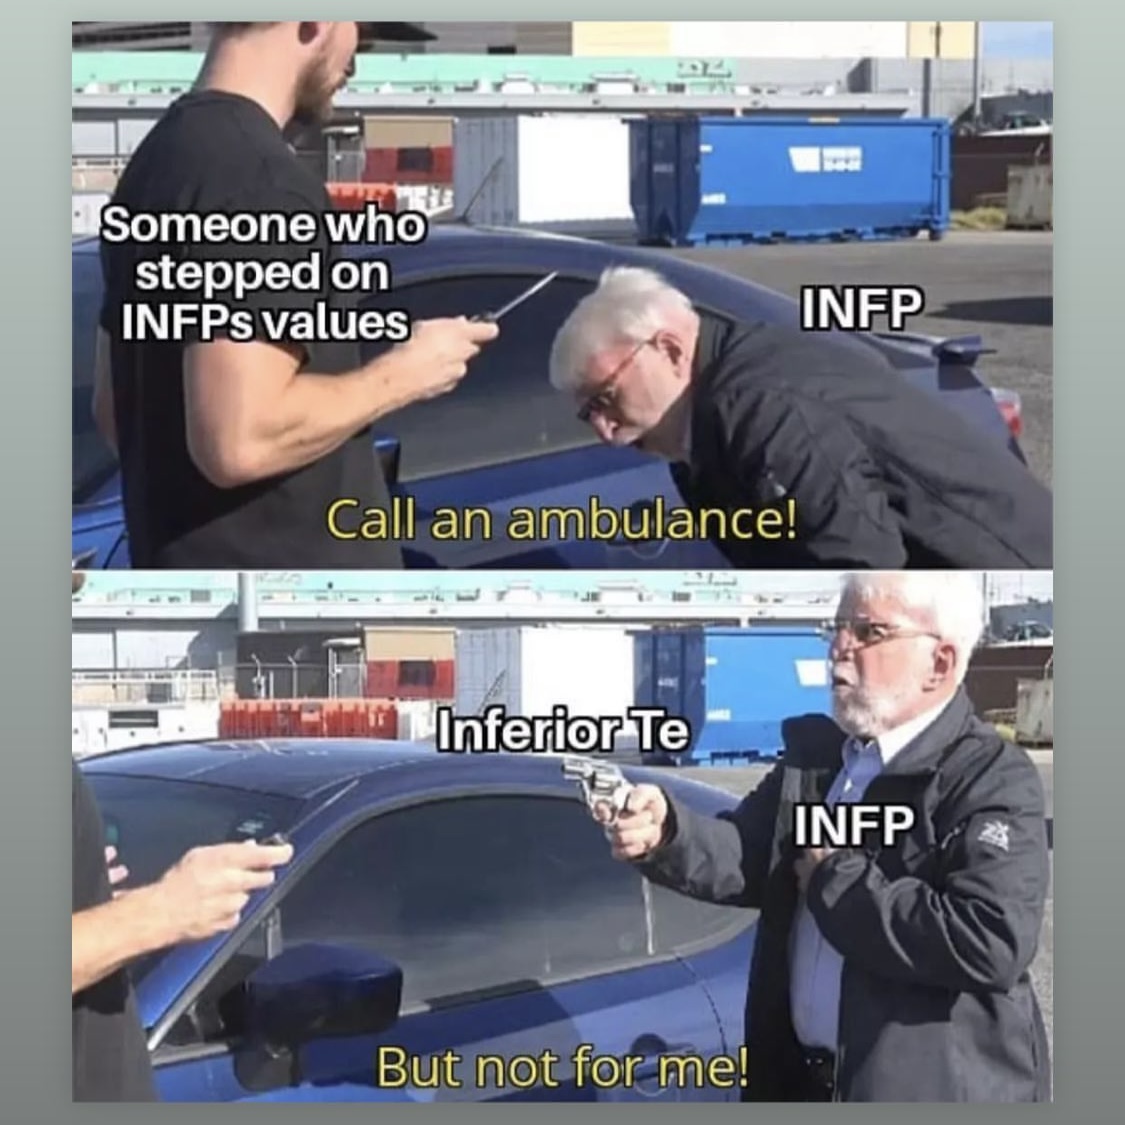 Someone who
stepped on
INFPs values
INFP
Call an ambulance!
Inferior Te
INFP
But not for me!